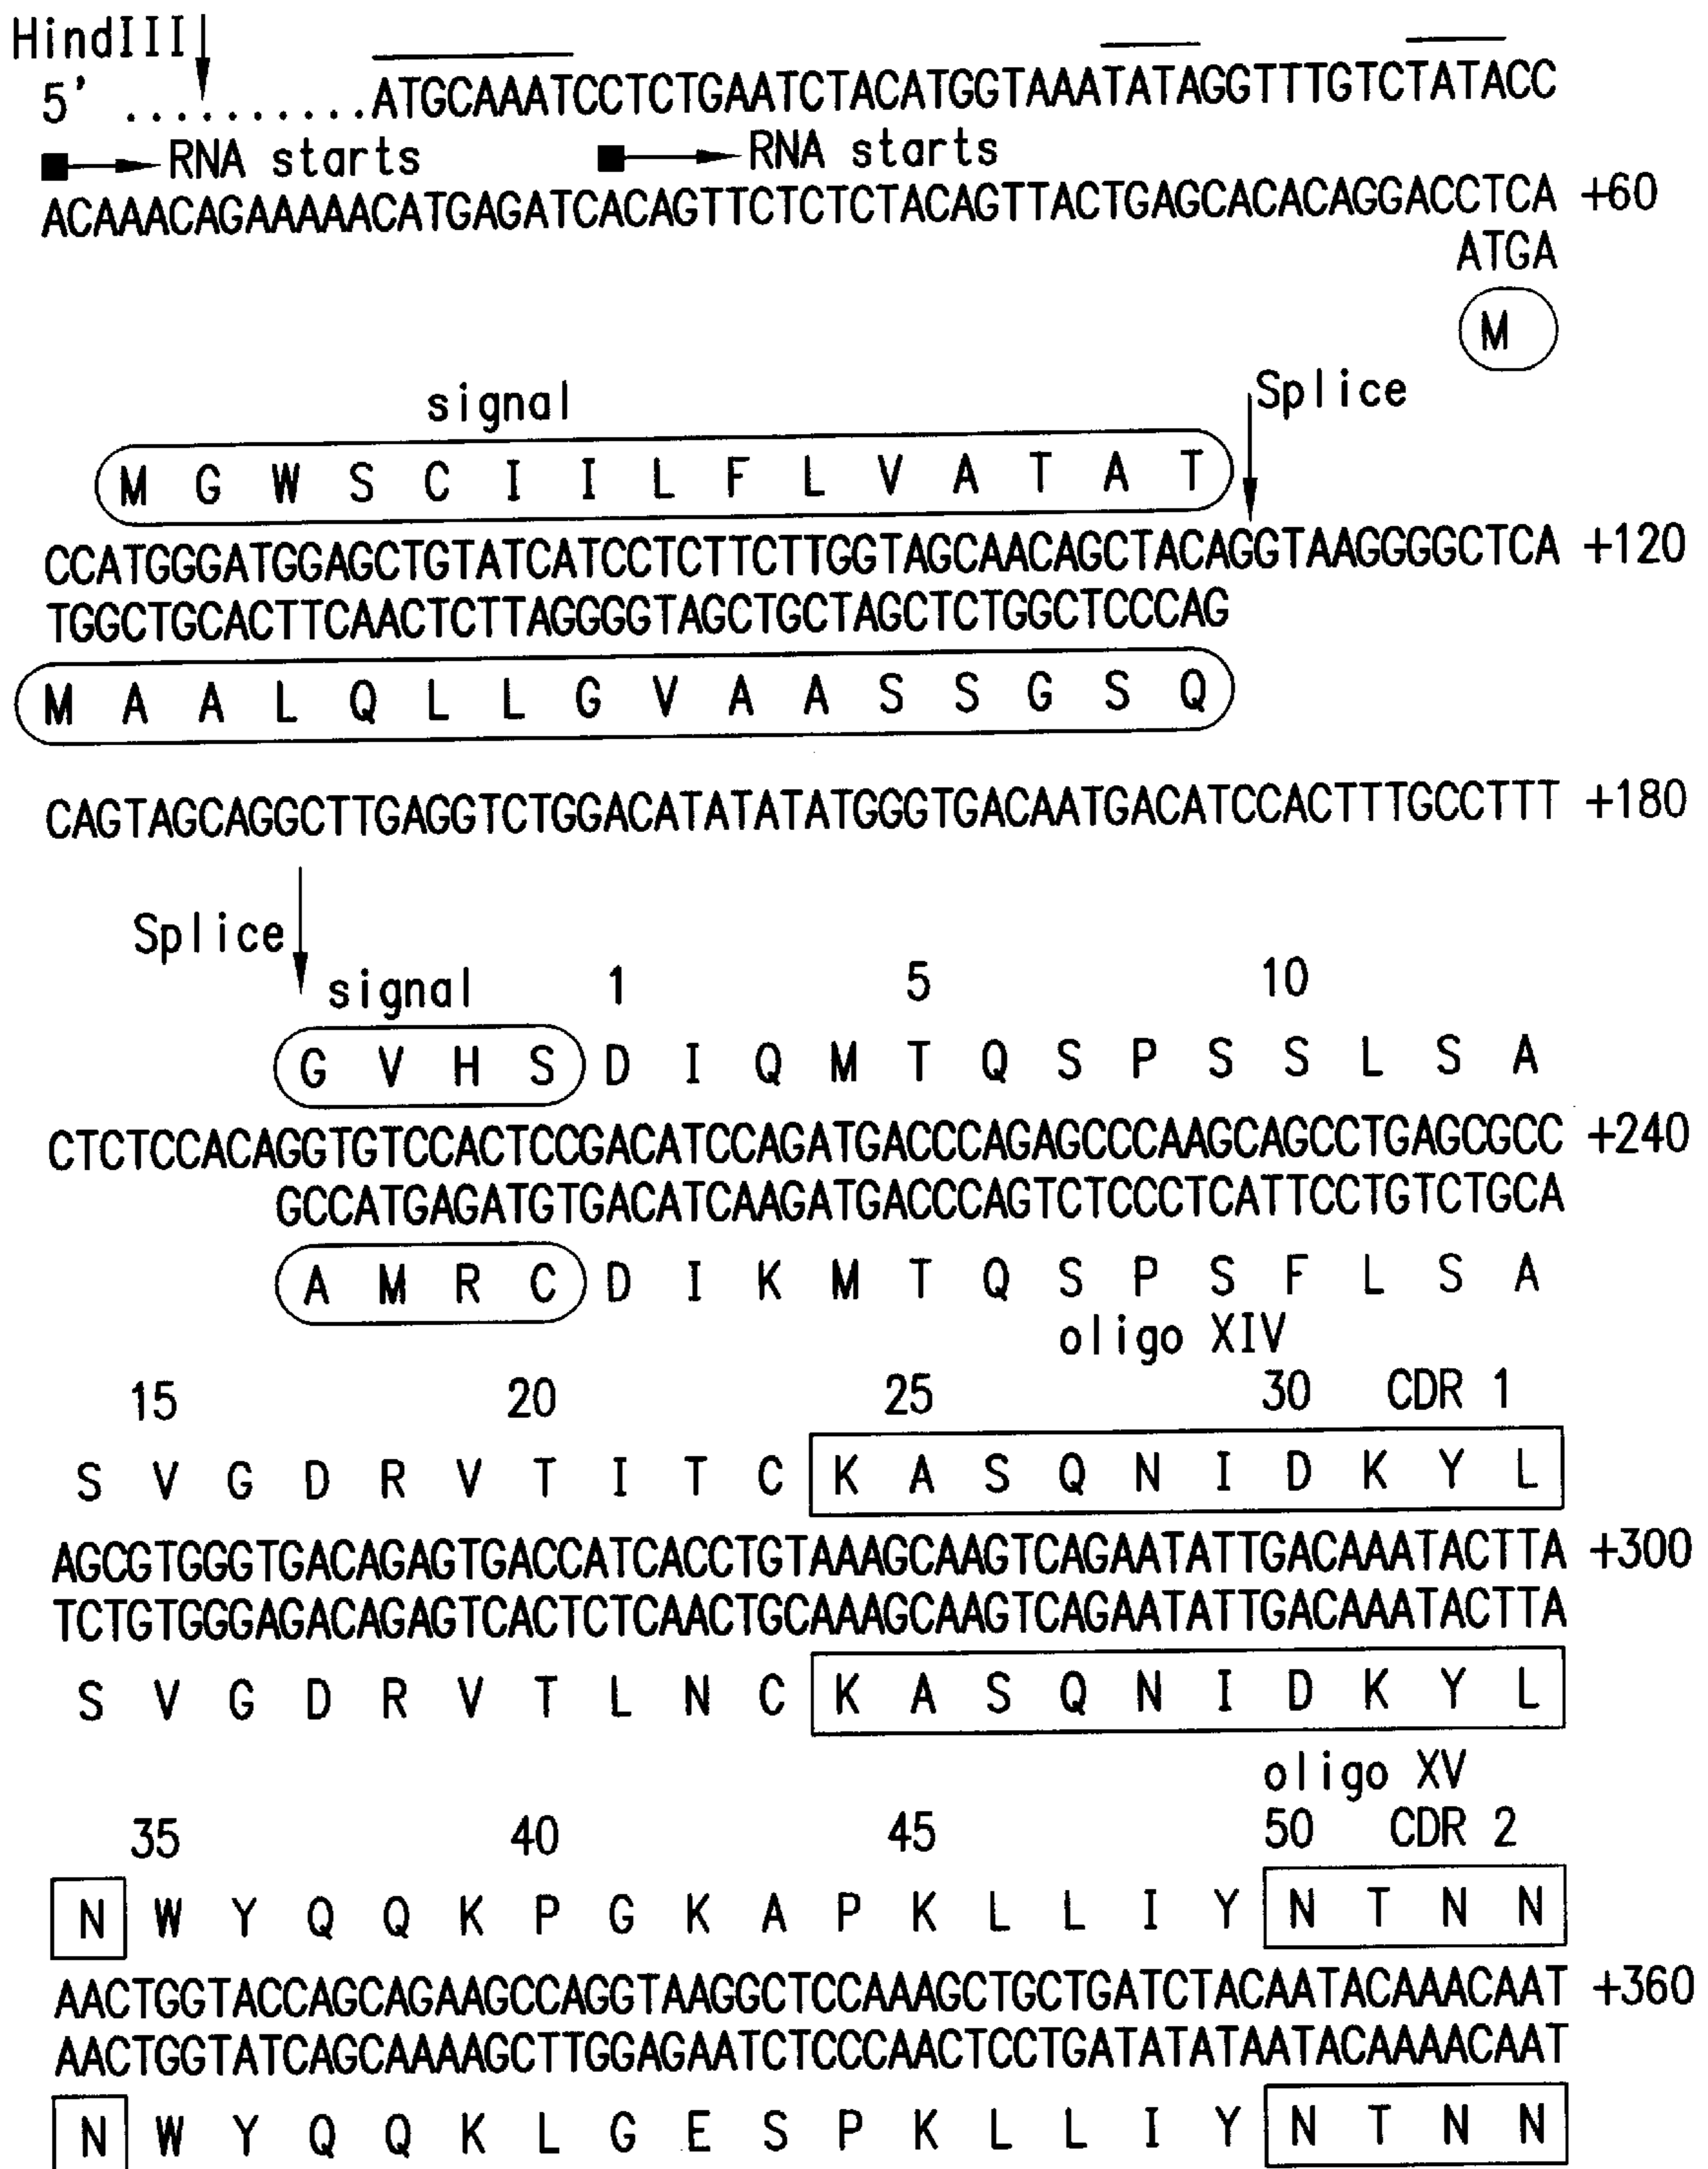 HindIII
5' ..........ATGCAAATCCTCTGAATCTACATGGTAAATATAGGTTTGTCTATACC
RNA starts RNA starts
ACAAACAGAAAAACATGAGATCACAGTTCTCTCTACAGTTACTGAGCACACAGGACCTCA +60
ATGA
M
signal Splice
M G W S C I I L F L V A T A T
CCATGGGATGGAGCTGTATCATCCTCTTCTTGGTAGCAACAGCTACAGGTAAGGGGCTCA +120
TGGCTGCACTTCAACTCTTAGGGGTAGCTGCTAGCTCTGGCTCCCAG
M A A L Q L L G V A A S S G S Q
CAGTAGCAGGCTTGAGGTCTGGACATATATATGGGTGACAATGACATCCACTTTGCCTTT +180
Splice
signal 1 5 10
G V H S D I Q M T Q S P S S L S A
CTCTCCACAGGTGTCCACTCCGACATCCAGATGACCCAGAGCCCAAGCAGCCTGAGCGCC +240
GCCATGAGATGTGACATCAAGATGACCCAGTCTCCCTCATTCCTGTCTGCA
A M R C D I K M T Q S P S F L S A
oligo XIV
15 20 25 30 CDR 1
S V G D R V T I T C K A S Q N I D K Y L
AGCGTGGGTGACAGAGTGACCATCACCTGTAAAGCAAGTCAGAATATTGACAAATACTTA +300
TCTGTGGGAGACAGAGTCACTCTCAACTGCAAAGCAAGTCAGAATATTGACAAATACTTA
S V G D R V T L N C K A S Q N I D K Y L
oligo XV
35 40 45 50 CDR 2
N W Y Q Q K P G K A P K L L I Y N T N N
AACTGGTACCAGCAGAAGCCAGGTAAGGCTCCAAAGCTGCTGATCTACAATACAAACAAT +360
AACTGGTATCAGCAAAAGCTTGGAGAATCTCCCAACTCCTGATATATAATACAAAACAAT
N W Y Q Q K L G E S P K L L I Y N T N N